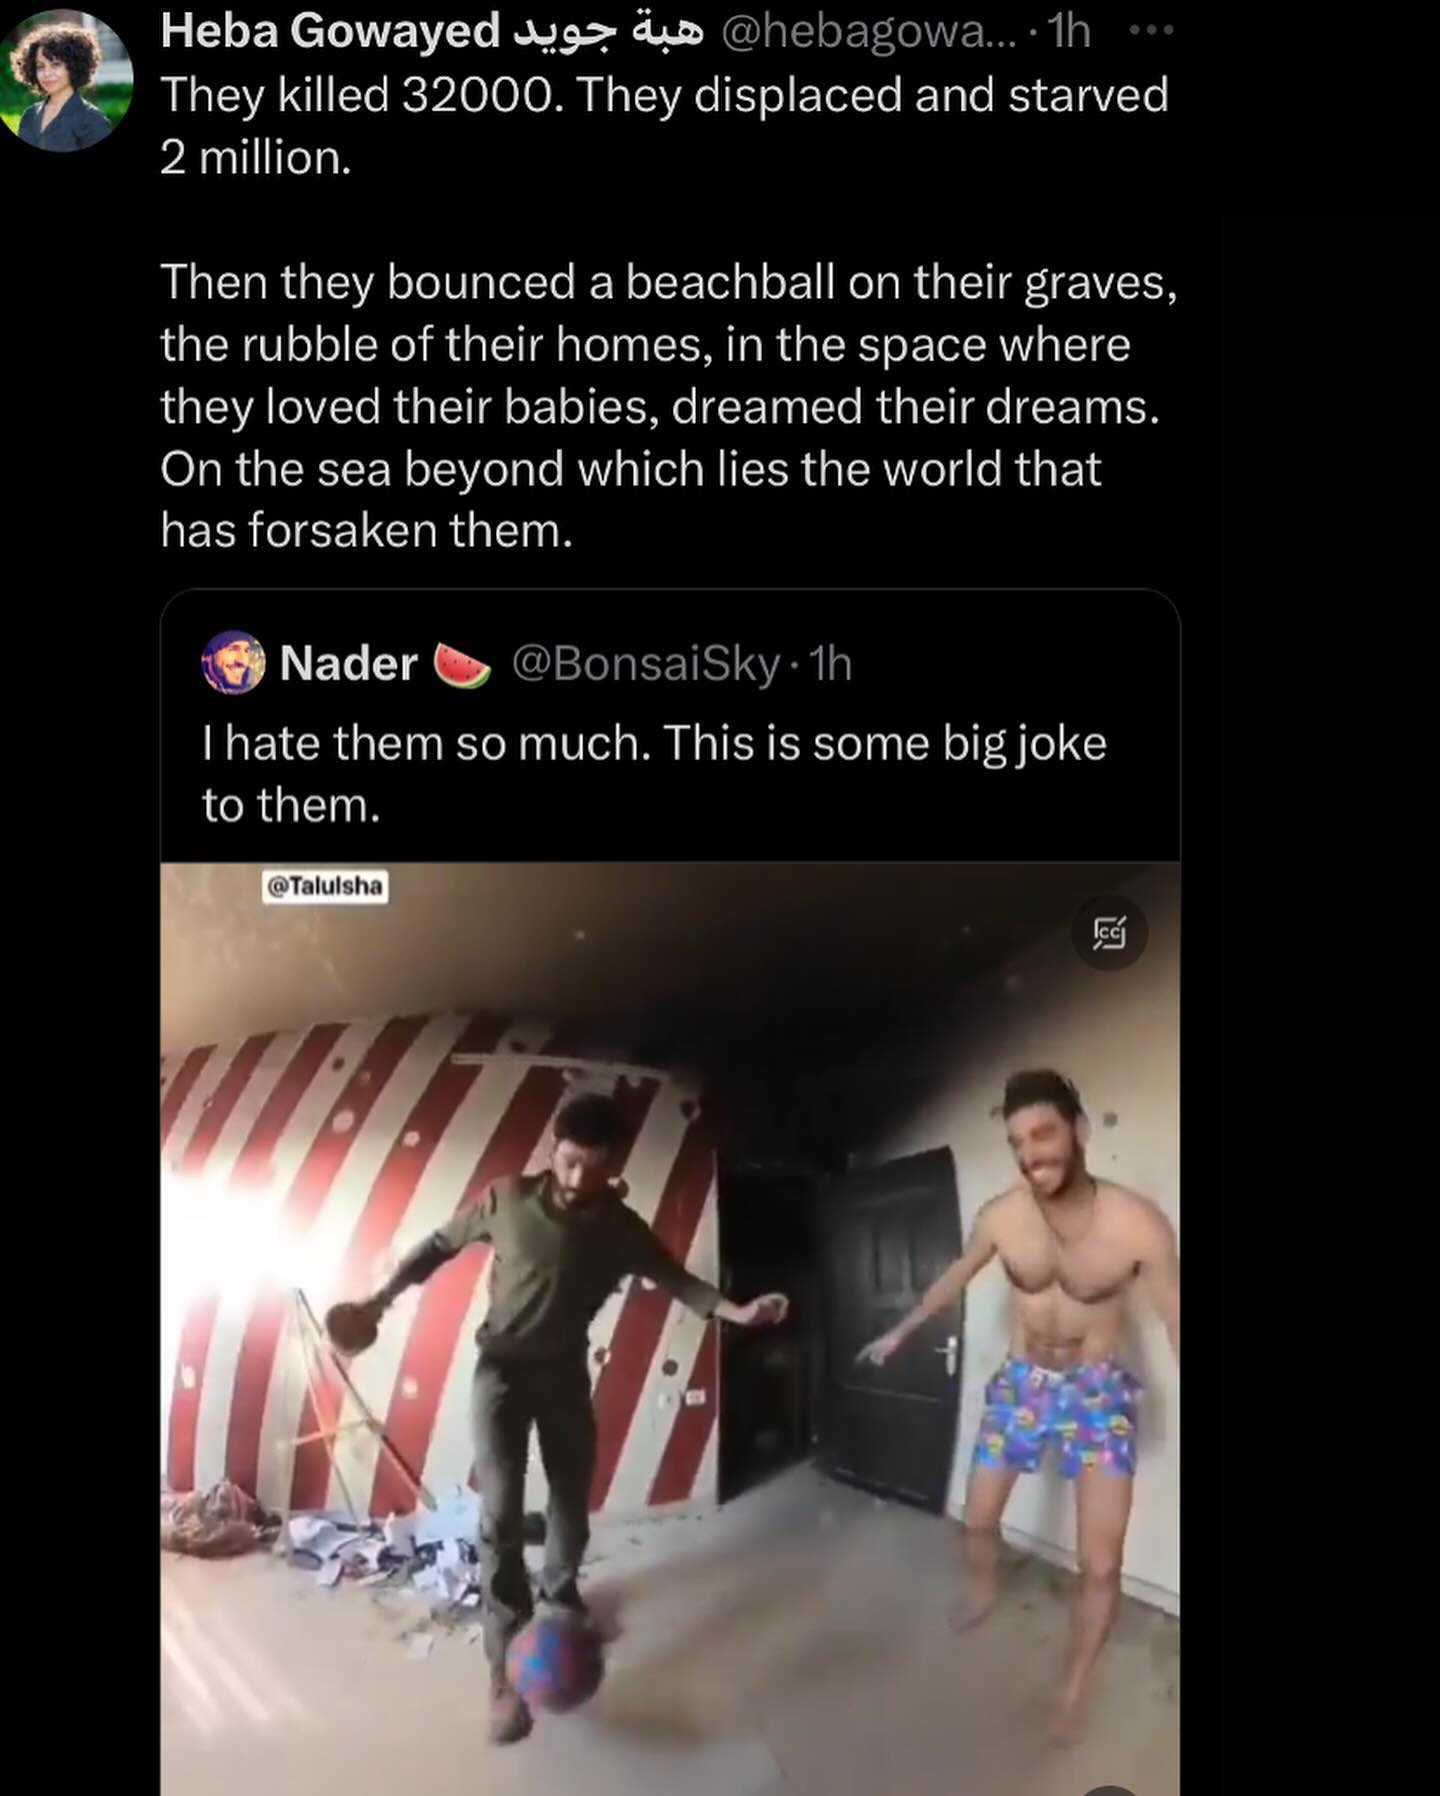 Heba Gowayed هبة جويد @hebagowa... · 1h
They killed 32000. They displaced and starved
2 million.
Then they bounced a beachball on their graves,
the rubble of their homes, in the space where
they loved their babies, dreamed their dreams.
On the sea beyond which lies the world that
has forsaken them.
Nader 🍉 @BonsaiSky · 1h
I hate them so much. This is some big joke
to them.
@Talulsha
CC